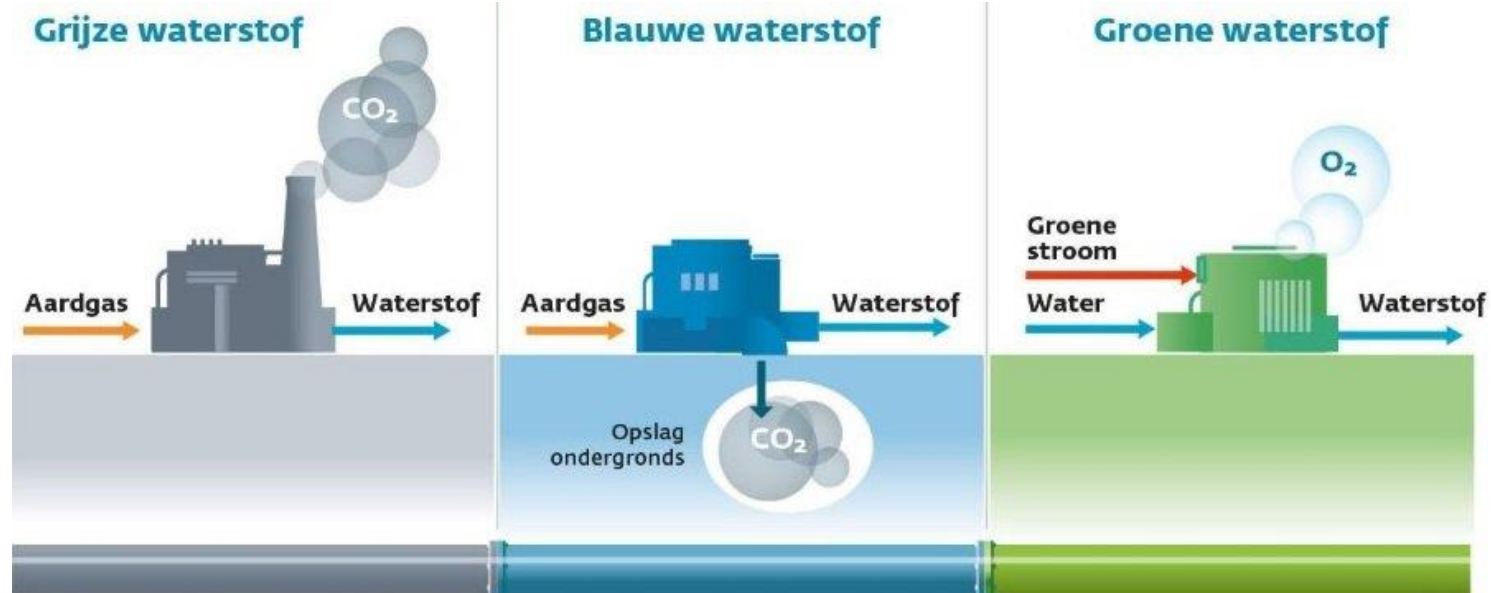 Grijze waterstof
CO₂
Aardgas
Waterstof
Blauwe waterstof
Aardgas
Waterstof
Opslag
ondergronds
CO₂
Groene waterstof
O₂
Groene
stroom
Water
Waterstof